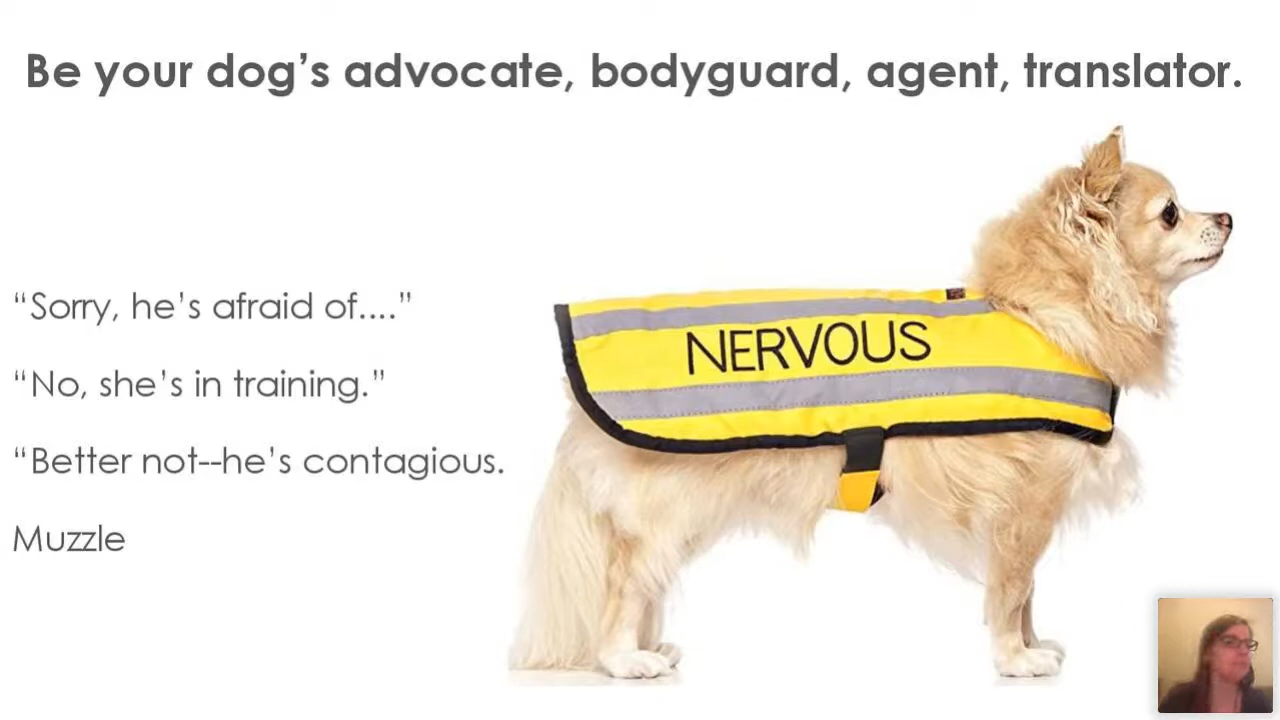 Be your dog’s advocate, bodyguard, agent, translator.
“Sorry, he’s afraid of....”
“No, she’s in training.”
“Better not--he’s contagious.
Muzzle
NERVOUS